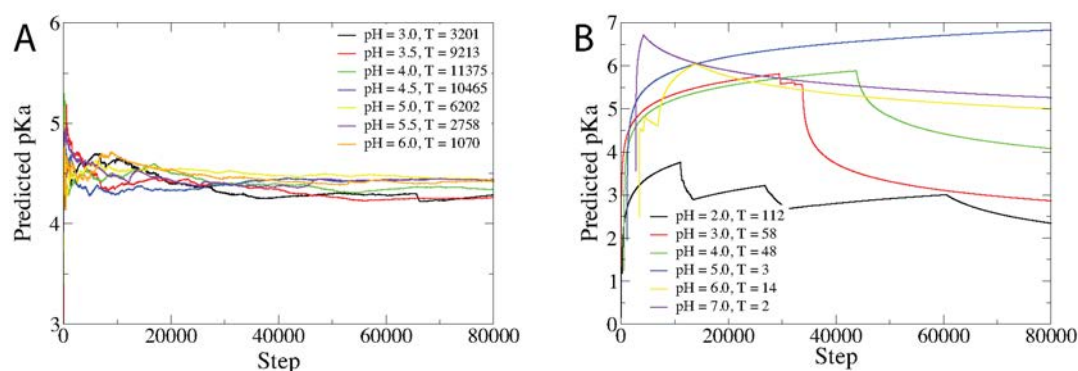 A
6
5
4
3
Predicted pKa
pH = 3.0, T = 3201
pH = 3.5, T = 9213
pH = 4.0, T = 11375
pH = 4.5, T = 10465
pH = 5.0, T = 6202
pH = 5.5, T = 2758
pH = 6.0, T = 1070
0 20000 40000 60000 80000
Step
B
7
6
5
4
3
2
1
0
Predicted pKa
pH = 2.0, T = 112
pH = 3.0, T = 58
pH = 4.0, T = 48
pH = 5.0, T = 3
pH = 6.0, T = 14
pH = 7.0, T = 2
0 20000 40000 60000 80000
Step